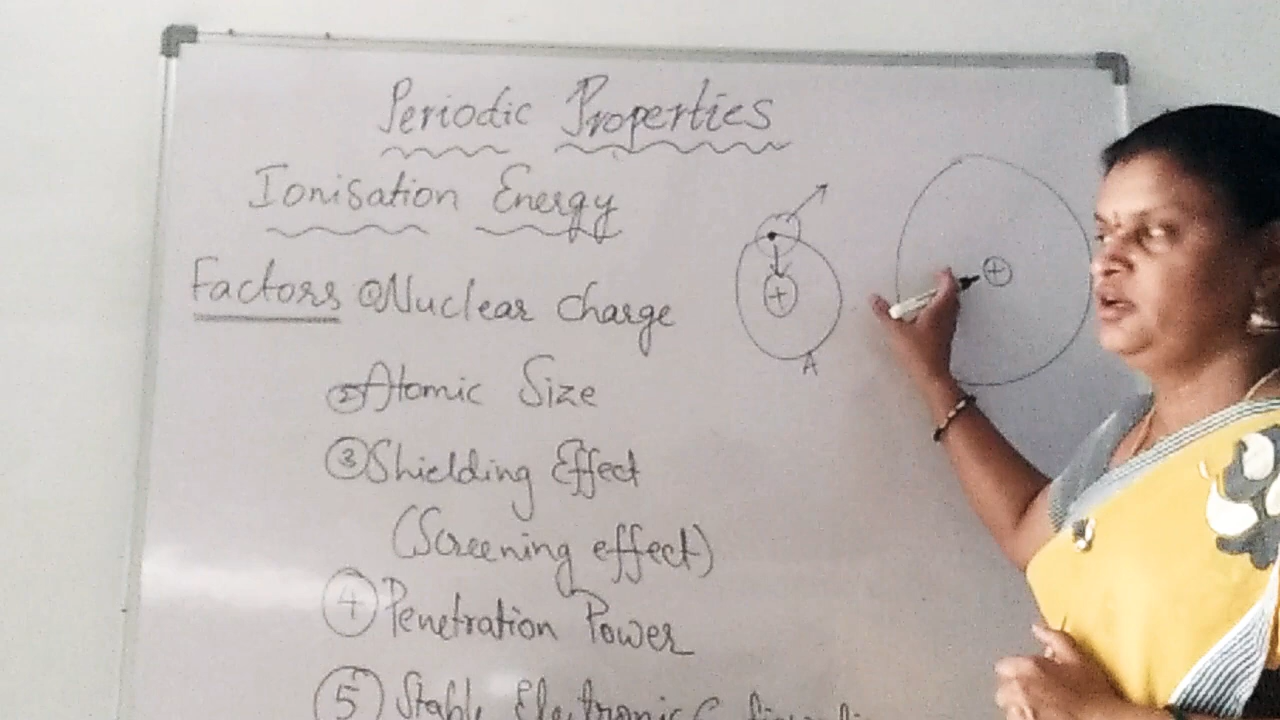 Periodic Properties
Ionisation Energy
Factors ① Nuclear charge
② Atomic Size
③ Shielding Effect
(Screening effect)
④ Penetration Power
⑤ Stable Electronic
+
+
A